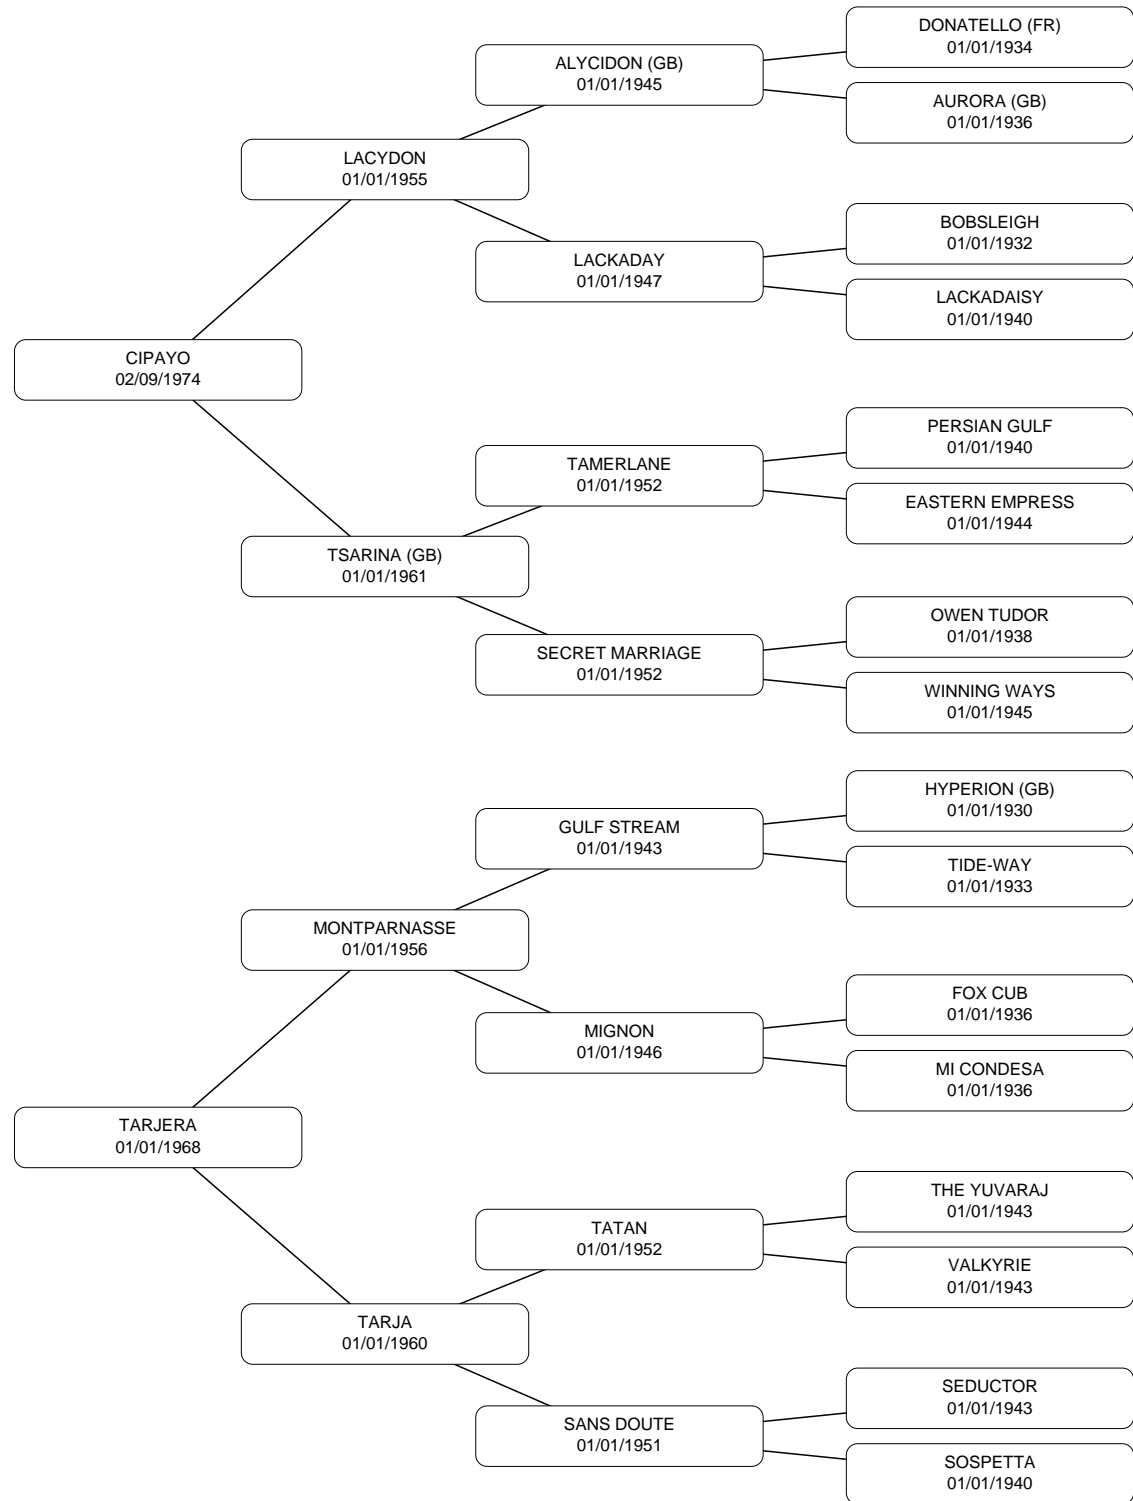 DONATELLO (FR)
01/01/1934
ALYCIDON (GB)
01/01/1945
AURORA (GB)
01/01/1936
LACYDON
01/01/1955
BOBSLEIGH
01/01/1932
LACKADAY
01/01/1947
LACKADAISY
01/01/1940
CIPAYO
02/09/1974
PERSIAN GULF
01/01/1940
TAMERLANE
01/01/1952
EASTERN EMPRESS
01/01/1944
TSARINA (GB)
01/01/1961
OWEN TUDOR
01/01/1938
SECRET MARRIAGE
01/01/1952
WINNING WAYS
01/01/1945
HYPERION (GB)
01/01/1930
GULF STREAM
01/01/1943
TIDE-WAY
01/01/1933
MONTPARNASSE
01/01/1956
FOX CUB
01/01/1936
MIGNON
01/01/1946
MI CONDESA
01/01/1936
TARJERA
01/01/1968
THE YUVARAJ
01/01/1943
TATAN
01/01/1952
VALKYRIE
01/01/1943
TARJA
01/01/1960
SEDUCTOR
01/01/1943
SANS DOUTE
01/01/1951
SOSPETTA
01/01/1940